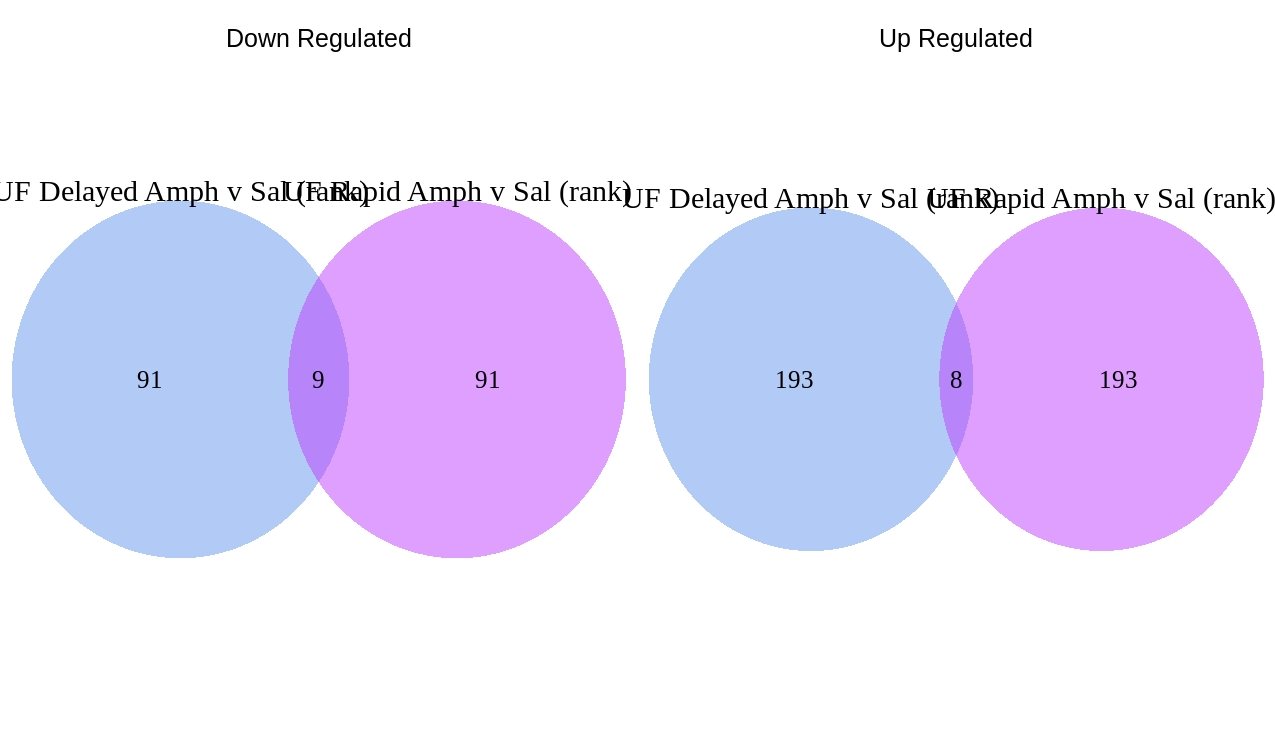 Down Regulated
UF Delayed Amph v Sal (rank)
UF Rapid Amph v Sal (rank)
91
9
91
Up Regulated
UF Delayed Amph v Sal (rank)
UF Rapid Amph v Sal (rank)
193
8
193